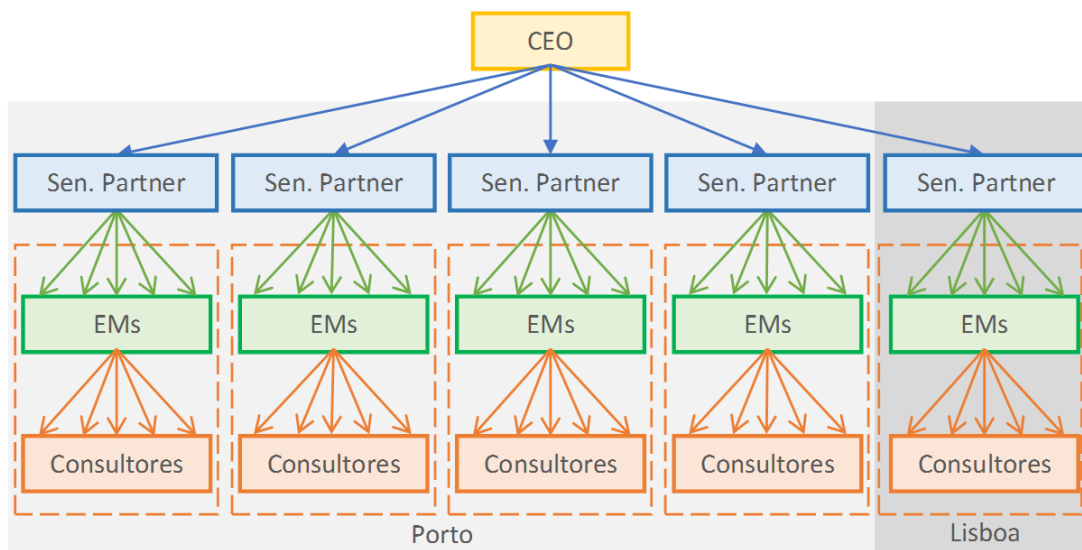 CEO
Sen. Partner
Sen. Partner
Sen. Partner
Sen. Partner
Sen. Partner
EMs
EMs
EMs
EMs
EMs
Consultores
Consultores
Consultores
Consultores
Consultores
Porto
Lisboa